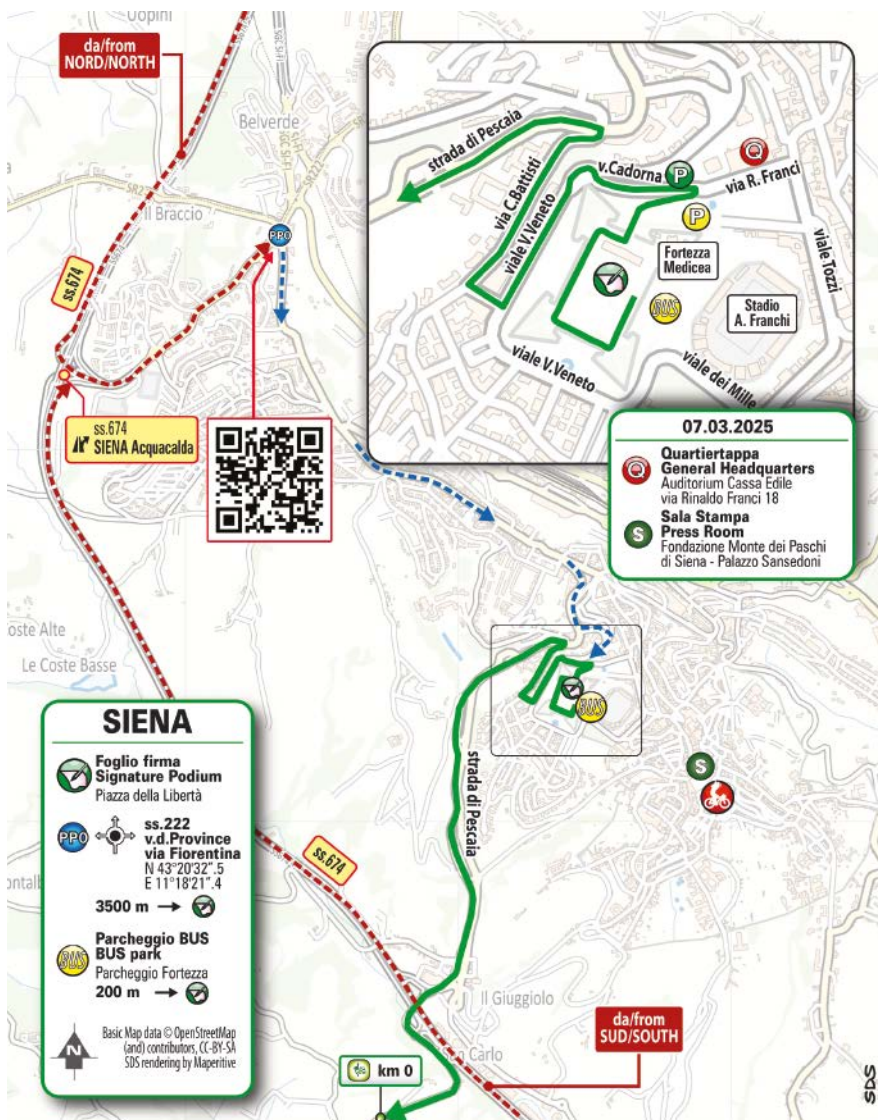 Uopini
da/from
NORD/NORTH
Belverde
SR222
Il Braccio
PPO
ss.674
ss.674
SIENA Acquacalda
strada di Pescaia
via C.Battisti
viale V.Veneto
v.Cadorna
P
Q
via R. Franci
P
viale Tozzi
Fortezza
Medicea
BUS
Stadio
A. Franchi
viale V.Veneto
viale dei Mille
07.03.2025
Q
Quartiertappa
General Headquarters
Auditorium Cassa Edile
via Rinaldo Franci 18
S
Sala Stampa
Press Room
Fondazione Monte dei Paschi
di Siena - Palazzo Sansedoni
oste Alte
Le Coste Basse
BUS
strada di Pescaia
S
SIENA
Foglio firma
Signature Podium
Piazza della Libertà
PPO
ss.222
v.d.Province
via Fiorentina
N 43°20'32”.5
E 11°18'21”.4
3500 m
BUS
Parcheggio BUS
BUS park
Parcheggio Fortezza
200 m
N
Basic Map data © OpenStreetMap
(and) contributors, CC-BY-SA
SDS rendering by Maperitive
ss.674
Il Giuggiolo
da/from
SUD/SOUTH
San Carlo
km 0
SDS